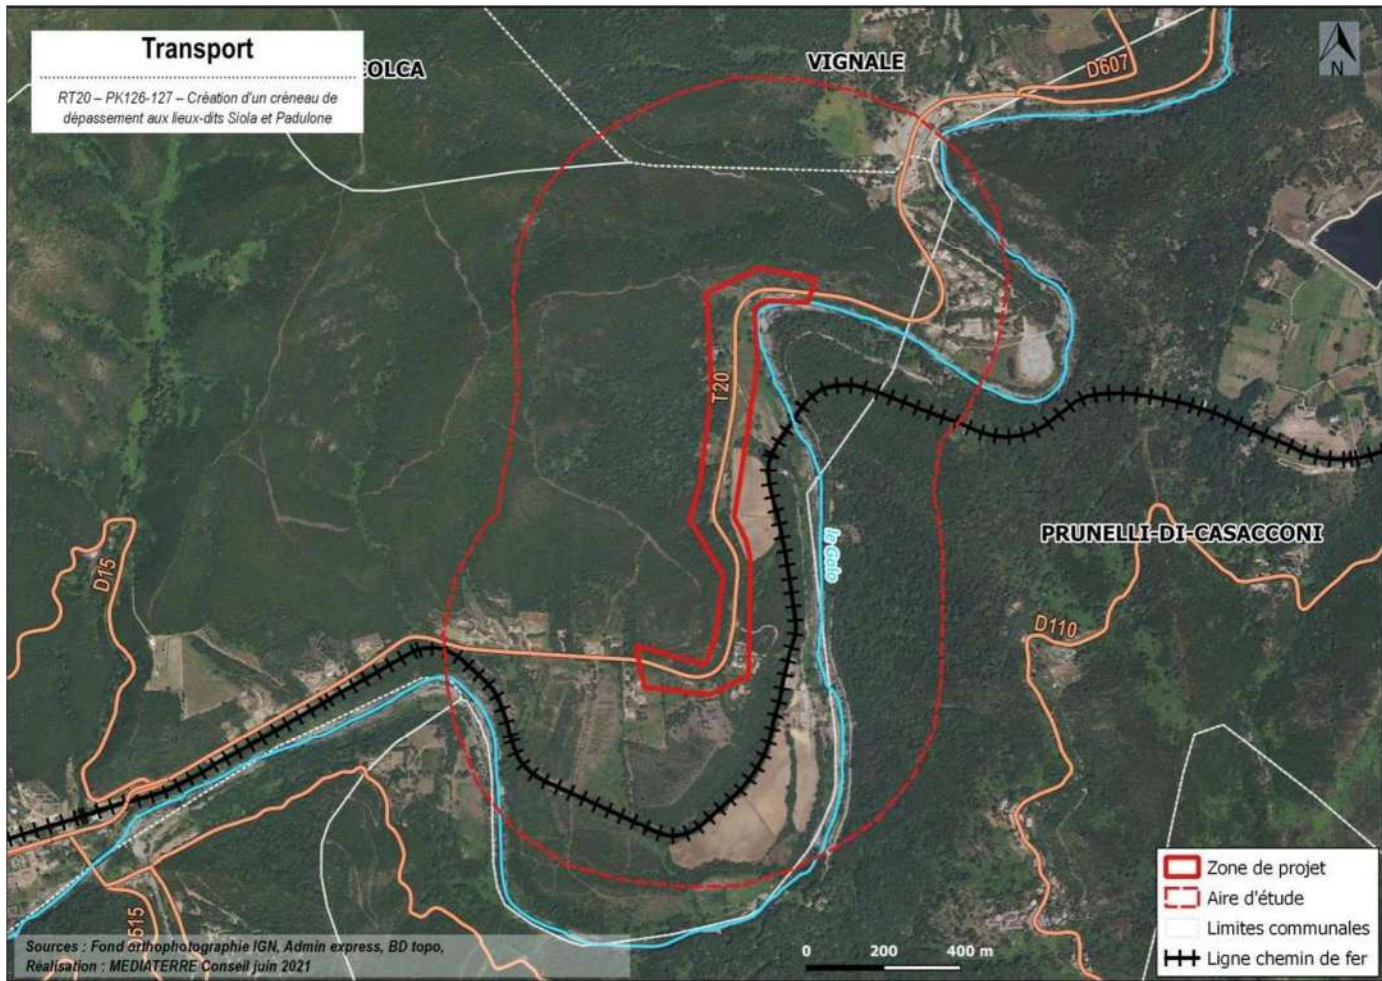 Transport
RT20 – PK126-127 – Création d'un créneau de
dépassement aux lieux-dits Siola et Padulone
EOLCA
VIGNALE
D607
N
T20
le Golo
PRUNELLI-DI-CASACCONI
D15
D110
D515
Sources : Fond orthophotographie IGN, Admin express, BD topo,
Réalisation : MEDIATERRE Conseil juin 2021
0 200 400 m
Zone de projet
Aire d'étude
Limites communales
Ligne chemin de fer